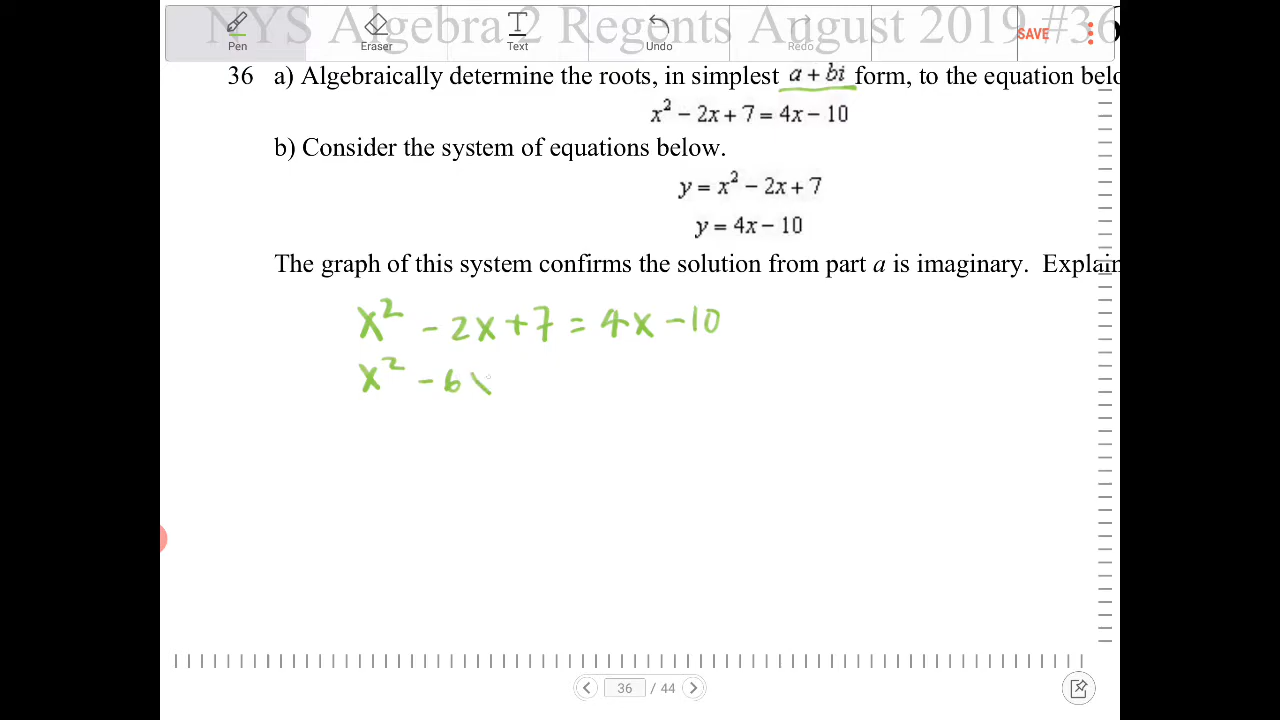 NYS Algebra 2 Regents August 2019 #36
Pen
Eraser
Text
Undo
Redo
SAVE
36 a) Algebraically determine the roots, in simplest a + bi form, to the equation belo
x² − 2x + 7 = 4x − 10
b) Consider the system of equations below.
y = x² − 2x + 7
y = 4x − 10
The graph of this system confirms the solution from part a is imaginary. Explain
x² - 2x + 7 = 4x - 10
x² - 6
36 / 44